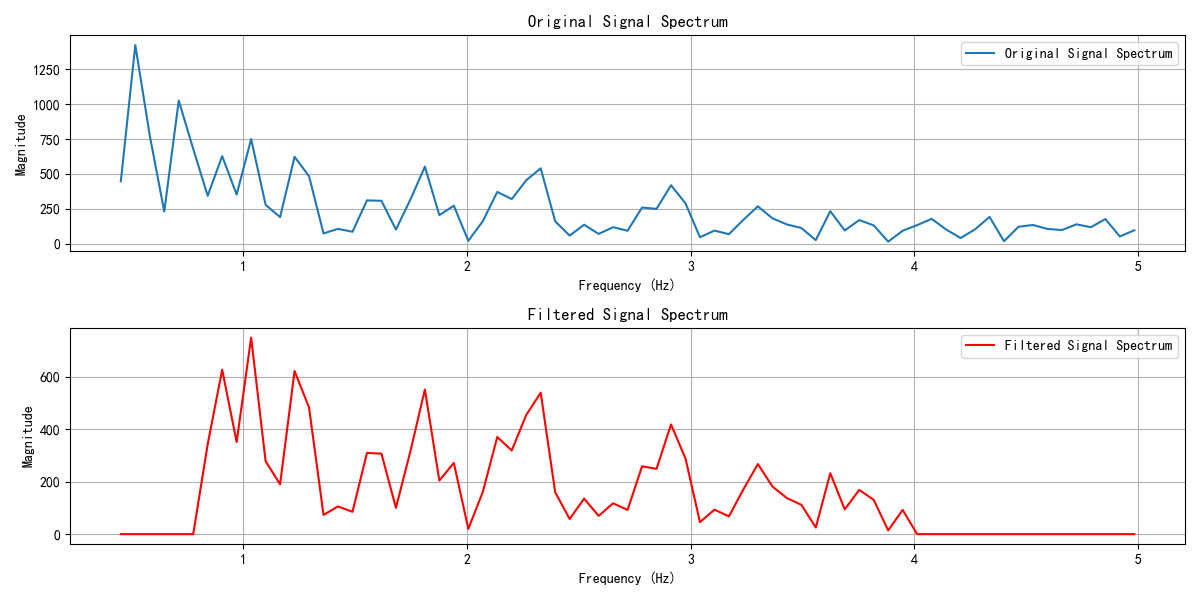 Original Signal Spectrum
Original Signal Spectrum
Magnitude
1250
1000
750
500
250
0
1 2 3 4 5
Frequency (Hz)
Filtered Signal Spectrum
Filtered Signal Spectrum
Magnitude
600
400
200
0
1 2 3 4 5
Frequency (Hz)